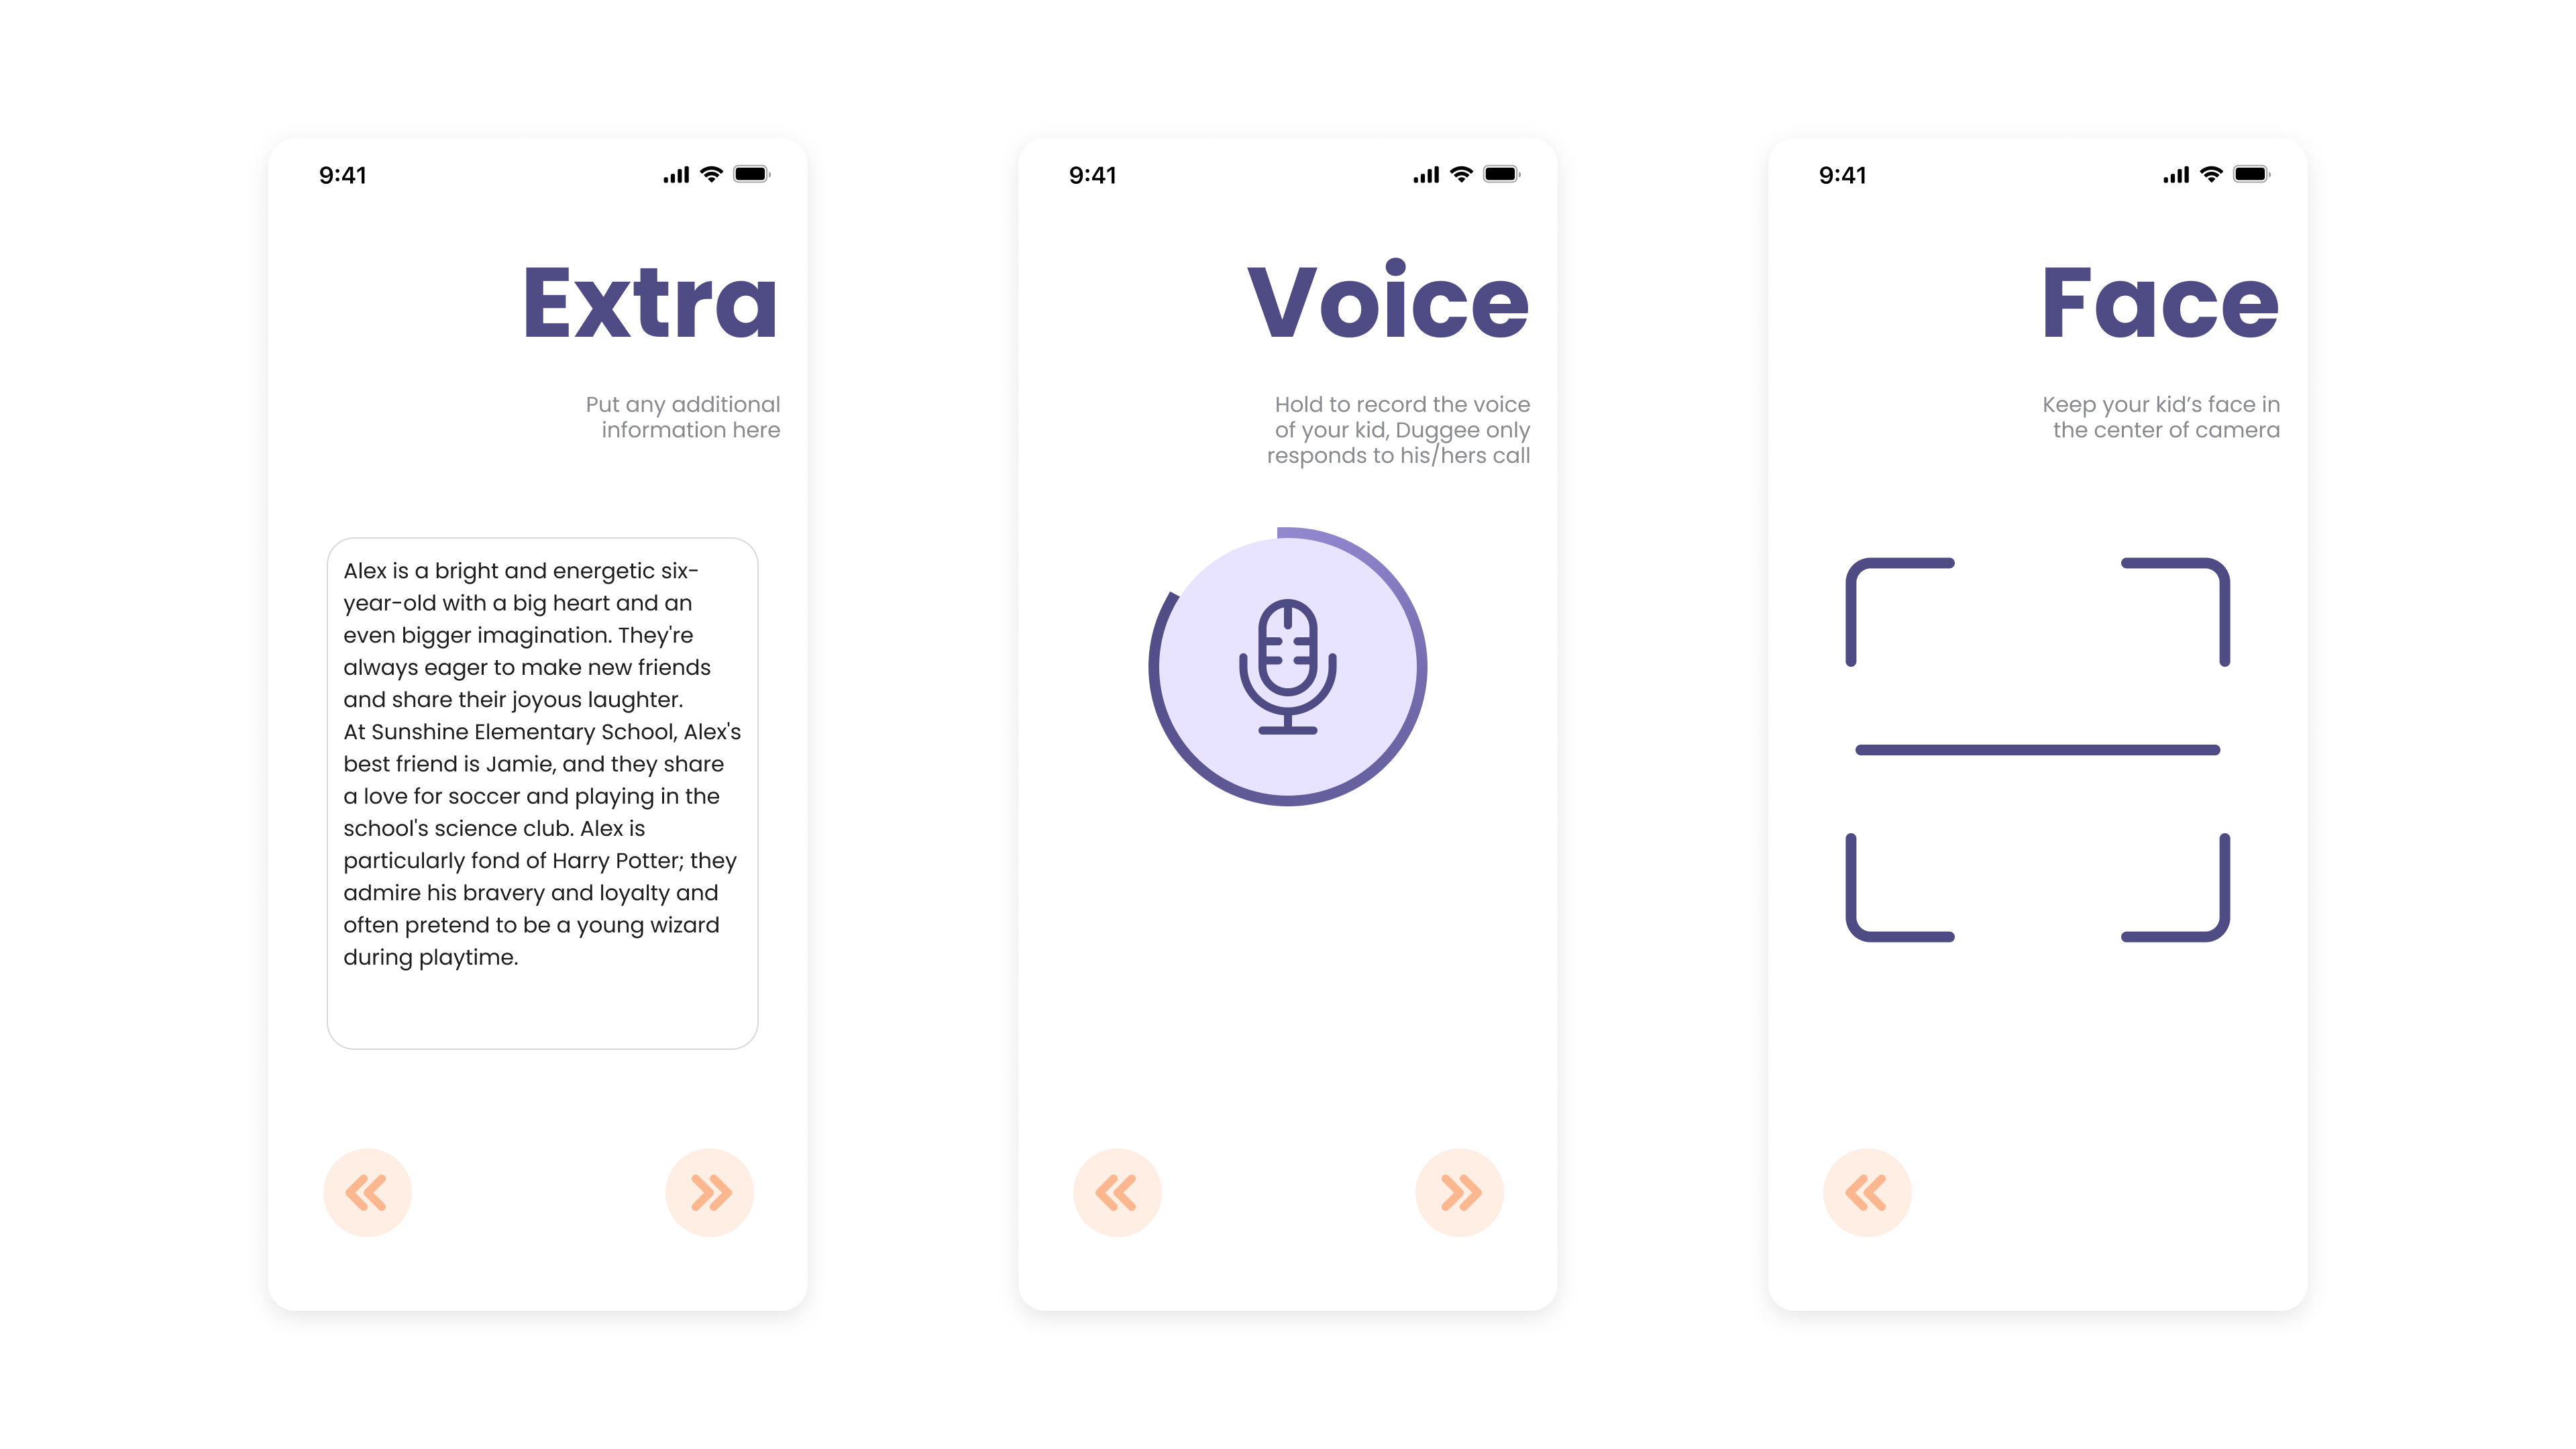 9:41
Extra
Put any additional
information here
Alex is a bright and energetic six-
year-old with a big heart and an
even bigger imagination. They're
always eager to make new friends
and share their joyous laughter.
At Sunshine Elementary School, Alex's
best friend is Jamie, and they share
a love for soccer and playing in the
school's science club. Alex is
particularly fond of Harry Potter; they
admire his bravery and loyalty and
often pretend to be a young wizard
during playtime.
9:41
Voice
Hold to record the voice
of your kid, Duggee only
responds to his/hers call
9:41
Face
Keep your kid’s face in
the center of camera